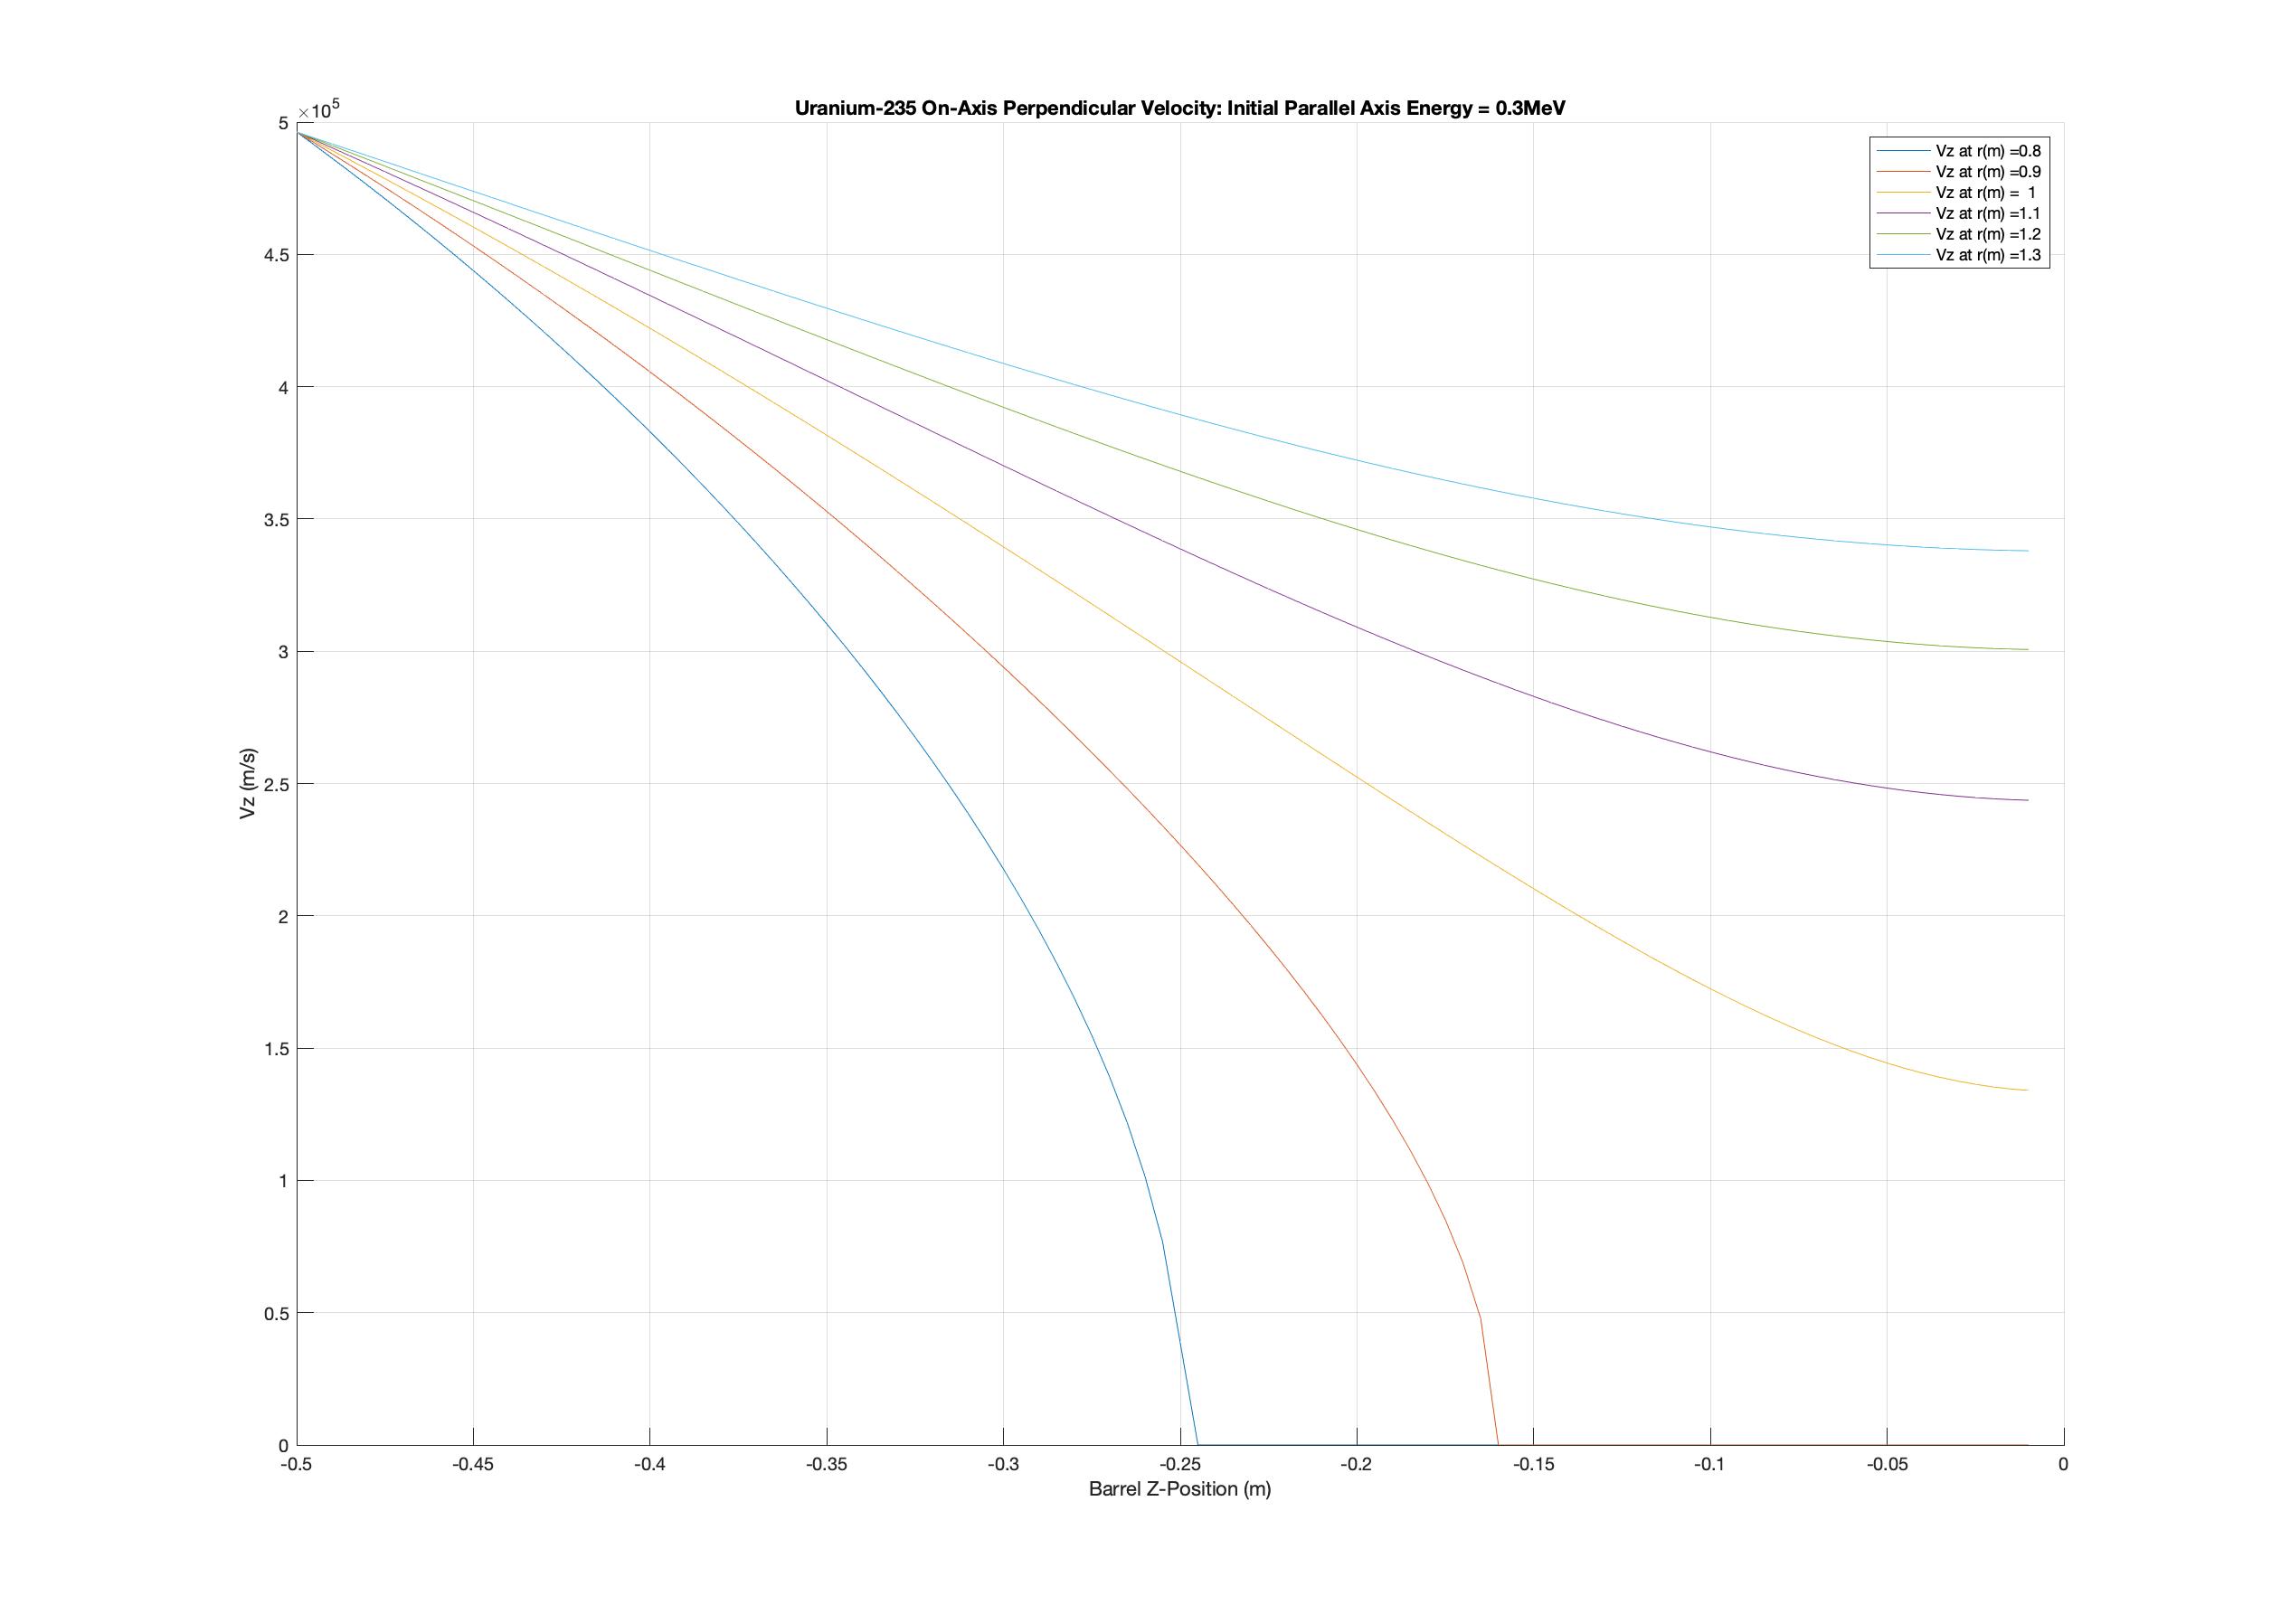 Uranium-235 On-Axis Perpendicular Velocity: Initial Parallel Axis Energy = 0.3MeV
×10^5
5
4.5
4
3.5
3
2.5
2
1.5
1
0.5
0
Vz (m/s)
Vz at r(m) =0.8
Vz at r(m) =0.9
Vz at r(m) =  1
Vz at r(m) =1.1
Vz at r(m) =1.2
Vz at r(m) =1.3
-0.5 -0.45 -0.4 -0.35 -0.3 -0.25 -0.2 -0.15 -0.1 -0.05 0
Barrel Z-Position (m)